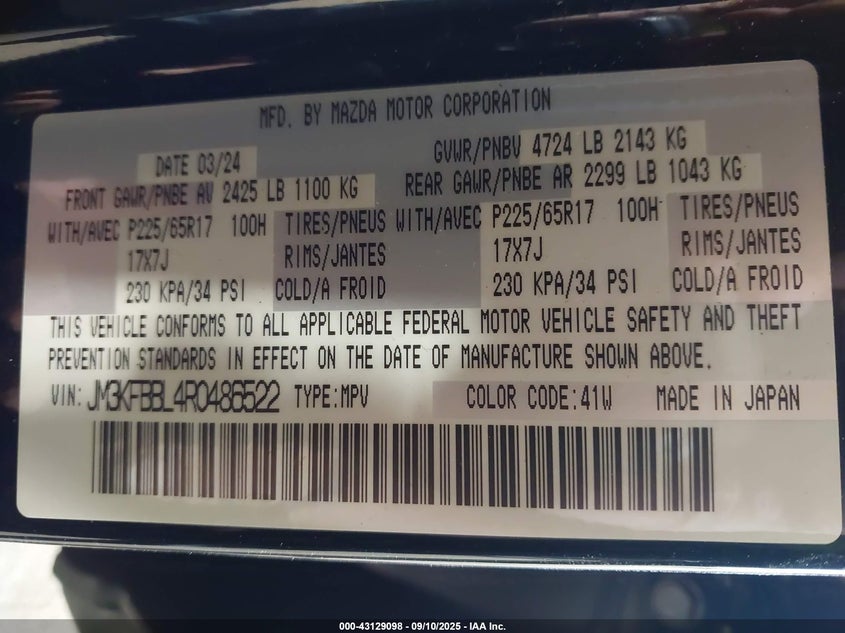 MFD. BY MAZDA MOTOR CORPORATION
DATE 03/24 GVWR/PNBV 4724 LB 2143 KG
FRONT GAWR/PNBE AV 2425 LB 1100 KG REAR GAWR/PNBE AR 2299 LB 1043 KG
WITH/AVEC P225/65R17 100H TIRES/PNEUS WITH/AVEC P225/65R17 100H TIRES/PNEUS
17X7J RIMS/JANTES 17X7J RIMS/JANTES
230 KPA/34 PSI COLD/A FROID 230 KPA/34 PSI COLD/A FROID
THIS VEHICLE CONFORMS TO ALL APPLICABLE FEDERAL MOTOR VEHICLE SAFETY AND THEFT
PREVENTION STANDARDS IN EFFECT ON THE DATE OF MANUFACTURE SHOWN ABOVE.
VIN: JM3KFBBL4R0486522 TYPE:MPV COLOR CODE:41W MADE IN JAPAN
000-43129098 - 09/10/2025 - IAA Inc.